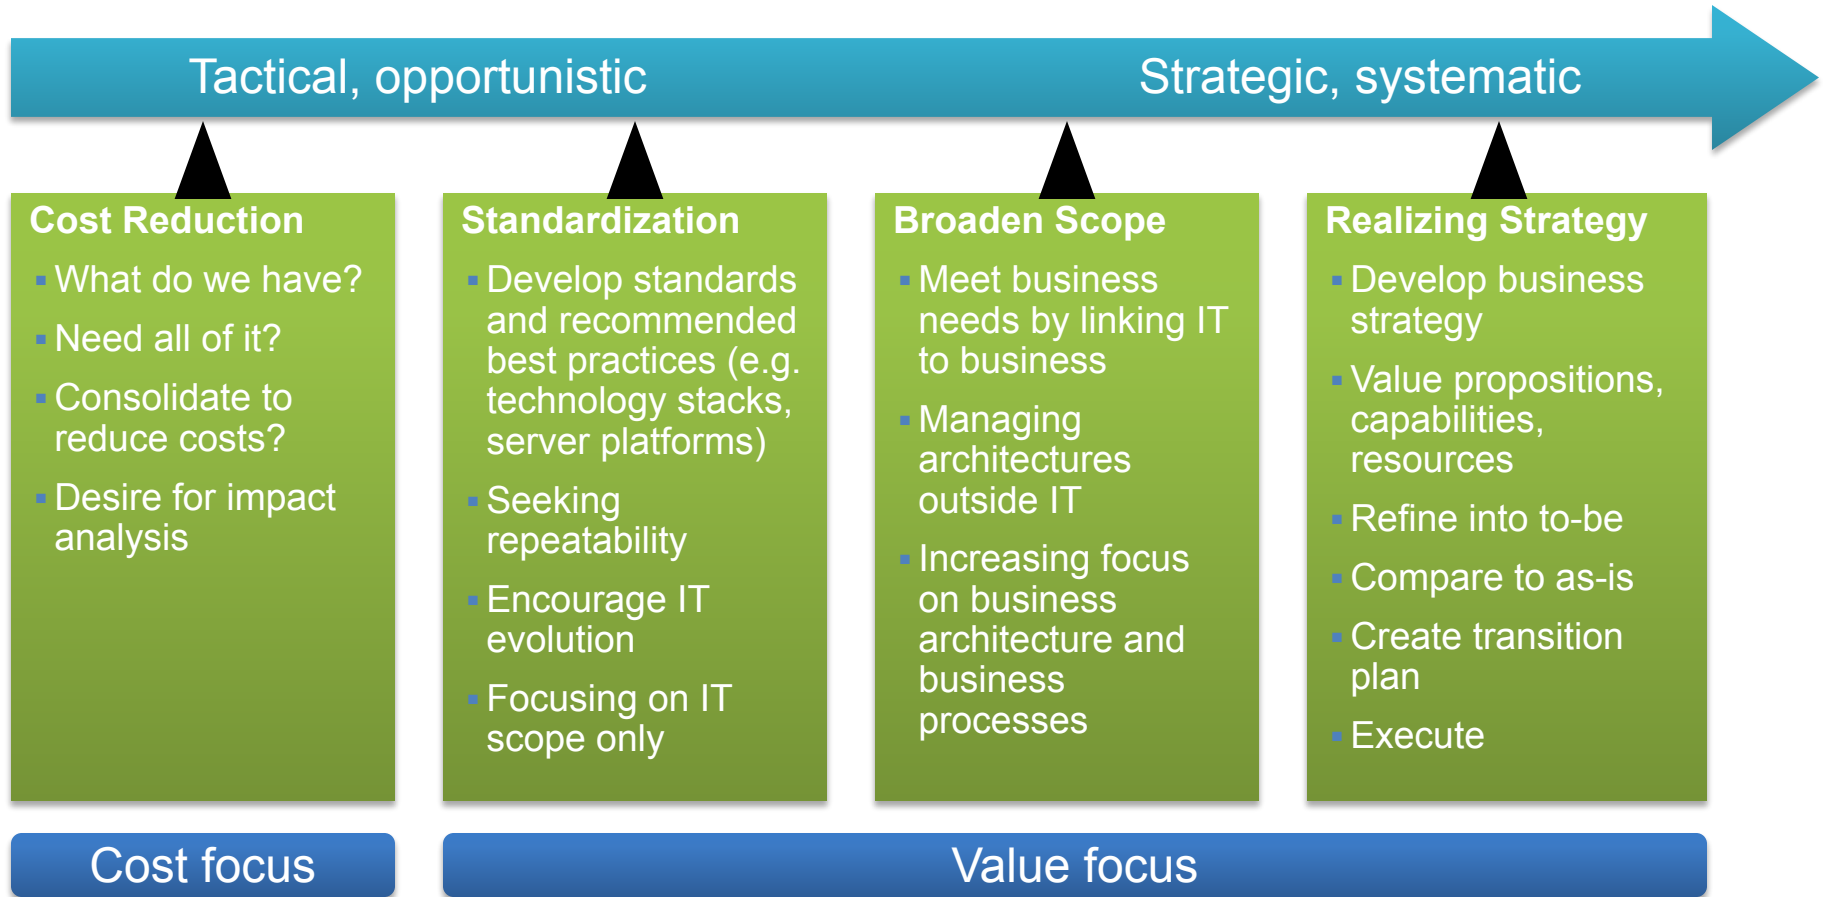 Tactical, opportunistic
Strategic, systematic
Cost Reduction
▪ What do we have?
▪ Need all of it?
▪ Consolidate to
reduce costs?
▪ Desire for impact
analysis
Standardization
▪ Develop standards
and recommended
best practices (e.g.
technology stacks,
server platforms)
▪ Seeking
repeatability
▪ Encourage IT
evolution
▪ Focusing on IT
scope only
Broaden Scope
▪ Meet business
needs by linking IT
to business
▪ Managing
architectures
outside IT
▪ Increasing focus
on business
architecture and
business
processes
Realizing Strategy
▪ Develop business
strategy
▪ Value propositions,
capabilities,
resources
▪ Refine into to-be
▪ Compare to as-is
▪ Create transition
plan
▪ Execute
Cost focus
Value focus